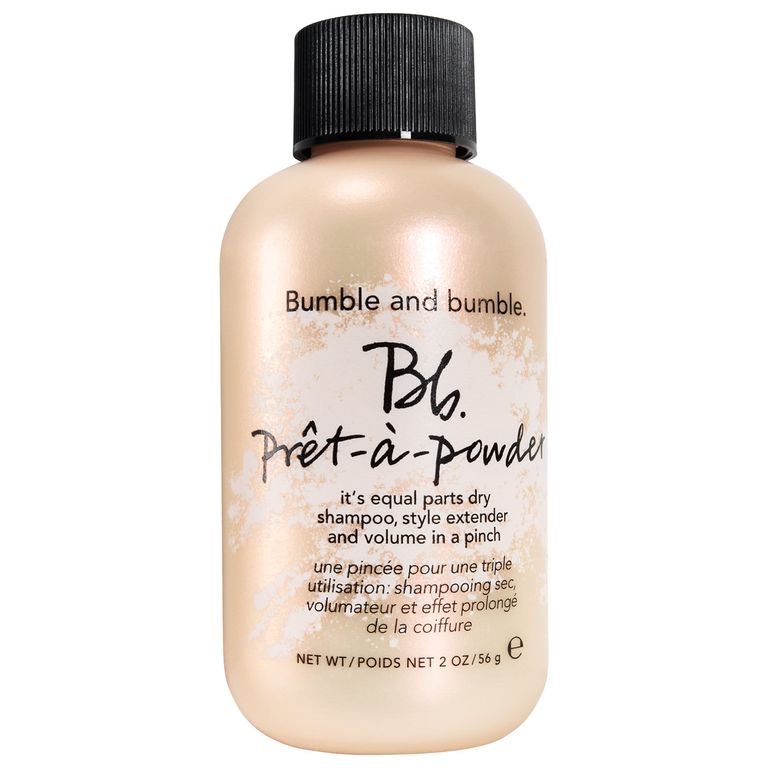 Bumble and bumble.
Bb.
Prêt-à-powder
it's equal parts dry
shampoo, style extender
and volume in a pinch
une pincée pour une triple
utilisation: shampooing sec,
volumateur et effet prolongé
de la coiffure
NET WT/POIDS NET 2 OZ/56 g ℮